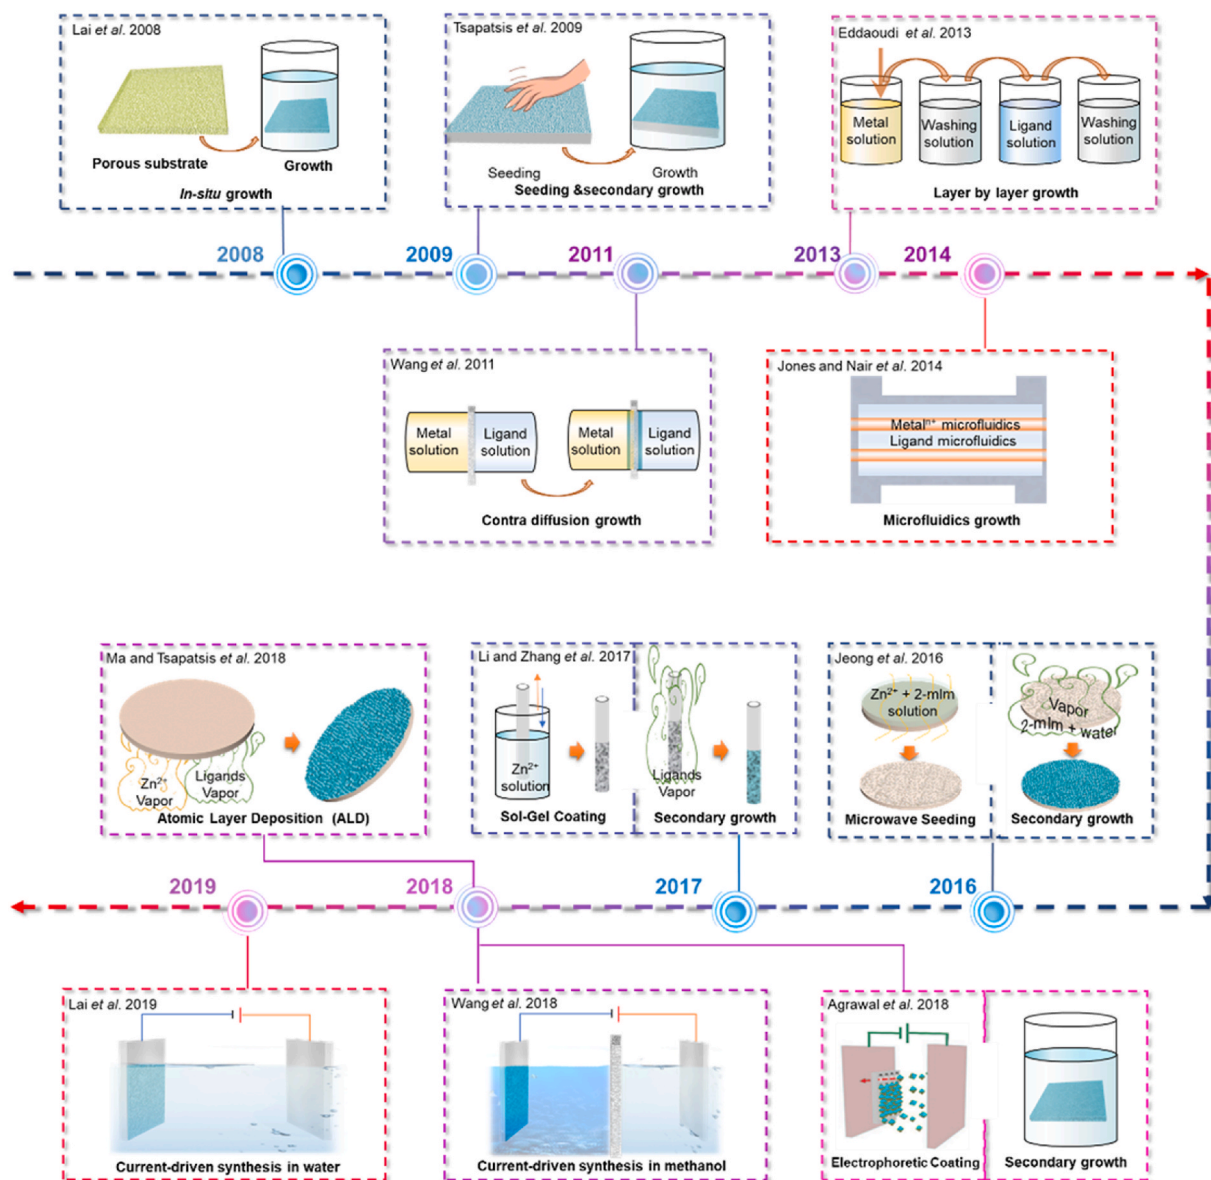 Lai et al. 2008
Porous substrate
Growth
In-situ growth
Tsapatsis et al. 2009
Seeding
Growth
Seeding &secondary growth
Eddaoudi et al. 2013
Metal
solution
Washing
solution
Ligand
solution
Washing
solution
Layer by layer growth
2008
2009
2011
2013
2014
Wang et al. 2011
Metal
solution
Ligand
solution
Metal
solution
Ligand
solution
Contra diffusion growth
Jones and Nair et al. 2014
Metalⁿ⁺ microfluidics
Ligand microfluidics
Microfluidics growth
Ma and Tsapatsis et al. 2018
Zn²⁺
Vapor
Ligands
Vapor
Atomic Layer Deposition (ALD)
Li and Zhang et al. 2017
Zn²⁺
solution
Sol-Gel Coating
Ligands
Vapor
Secondary growth
Jeong et al. 2016
Zn²⁺ + 2-mIm
solution
Microwave Seeding
Vapor
2-mIm + water
Secondary growth
2019
2018
2017
2016
Lai et al. 2019
Current-driven synthesis in water
Wang et al. 2018
Current-driven synthesis in methanol
Agrawal et al. 2018
Electrophoretic Coating
Secondary growth